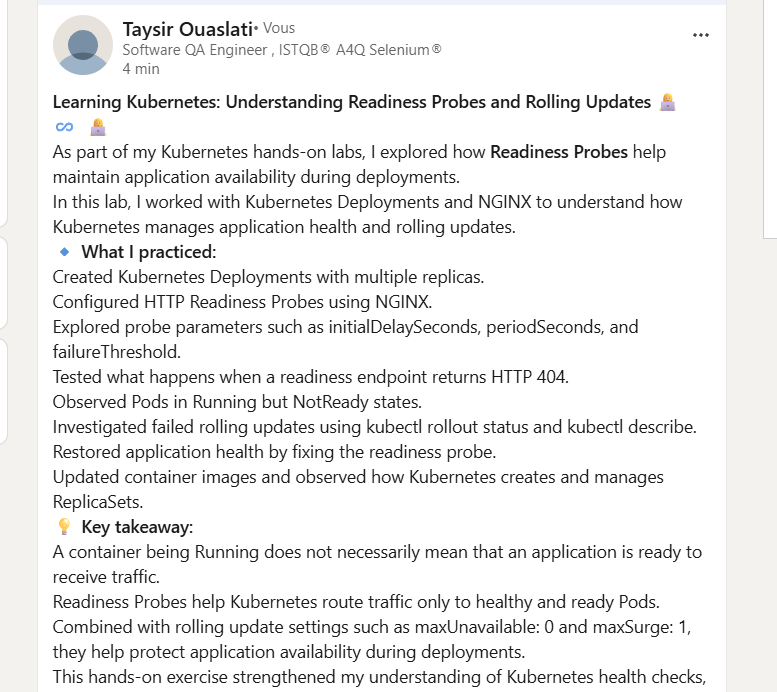 Taysir Ouaslati• Vous
Software QA Engineer , ISTQB® A4Q Selenium®
4 min
Learning Kubernetes: Understanding Readiness Probes and Rolling Updates 👩‍💻
♾️ 👩‍💻
As part of my Kubernetes hands-on labs, I explored how Readiness Probes help
maintain application availability during deployments.
In this lab, I worked with Kubernetes Deployments and NGINX to understand how
Kubernetes manages application health and rolling updates.
🔹 What I practiced:
Created Kubernetes Deployments with multiple replicas.
Configured HTTP Readiness Probes using NGINX.
Explored probe parameters such as initialDelaySeconds, periodSeconds, and
failureThreshold.
Tested what happens when a readiness endpoint returns HTTP 404.
Observed Pods in Running but NotReady states.
Investigated failed rolling updates using kubectl rollout status and kubectl describe.
Restored application health by fixing the readiness probe.
Updated container images and observed how Kubernetes creates and manages
ReplicaSets.
💡 Key takeaway:
A container being Running does not necessarily mean that an application is ready to
receive traffic.
Readiness Probes help Kubernetes route traffic only to healthy and ready Pods.
Combined with rolling update settings such as maxUnavailable: 0 and maxSurge: 1,
they help protect application availability during deployments.
This hands-on exercise strengthened my understanding of Kubernetes health checks,